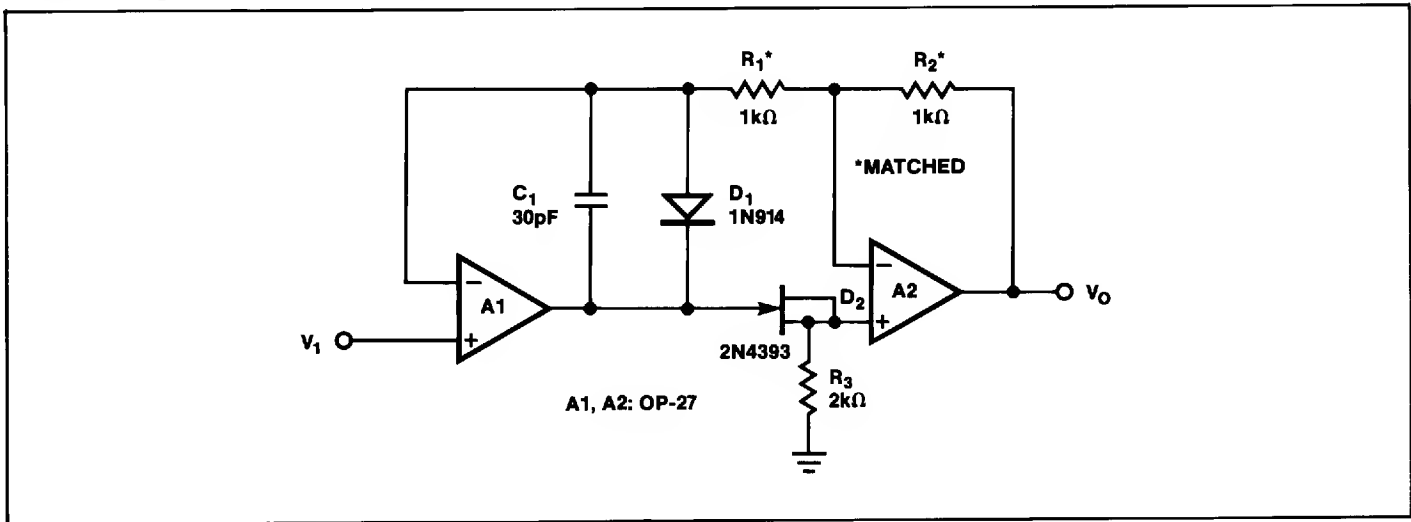 R1*
1kΩ
R2*
1kΩ
*MATCHED
C1
30pF
D1
1N914
−
A1
+
V1
D2
2N4393
−
A2
+
VO
R3
2kΩ
A1, A2: OP-27